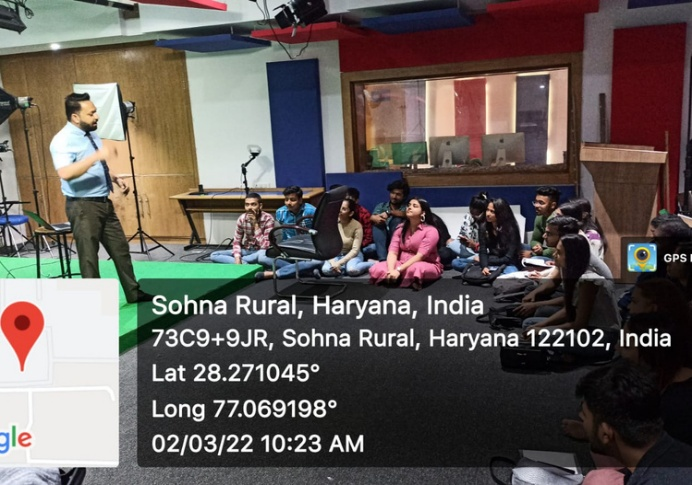 GPS
Sohna Rural, Haryana, India
73C9+9JR, Sohna Rural, Haryana 122102, India
Lat 28.271045°
Long 77.069198°
02/03/22 10:23 AM
gle